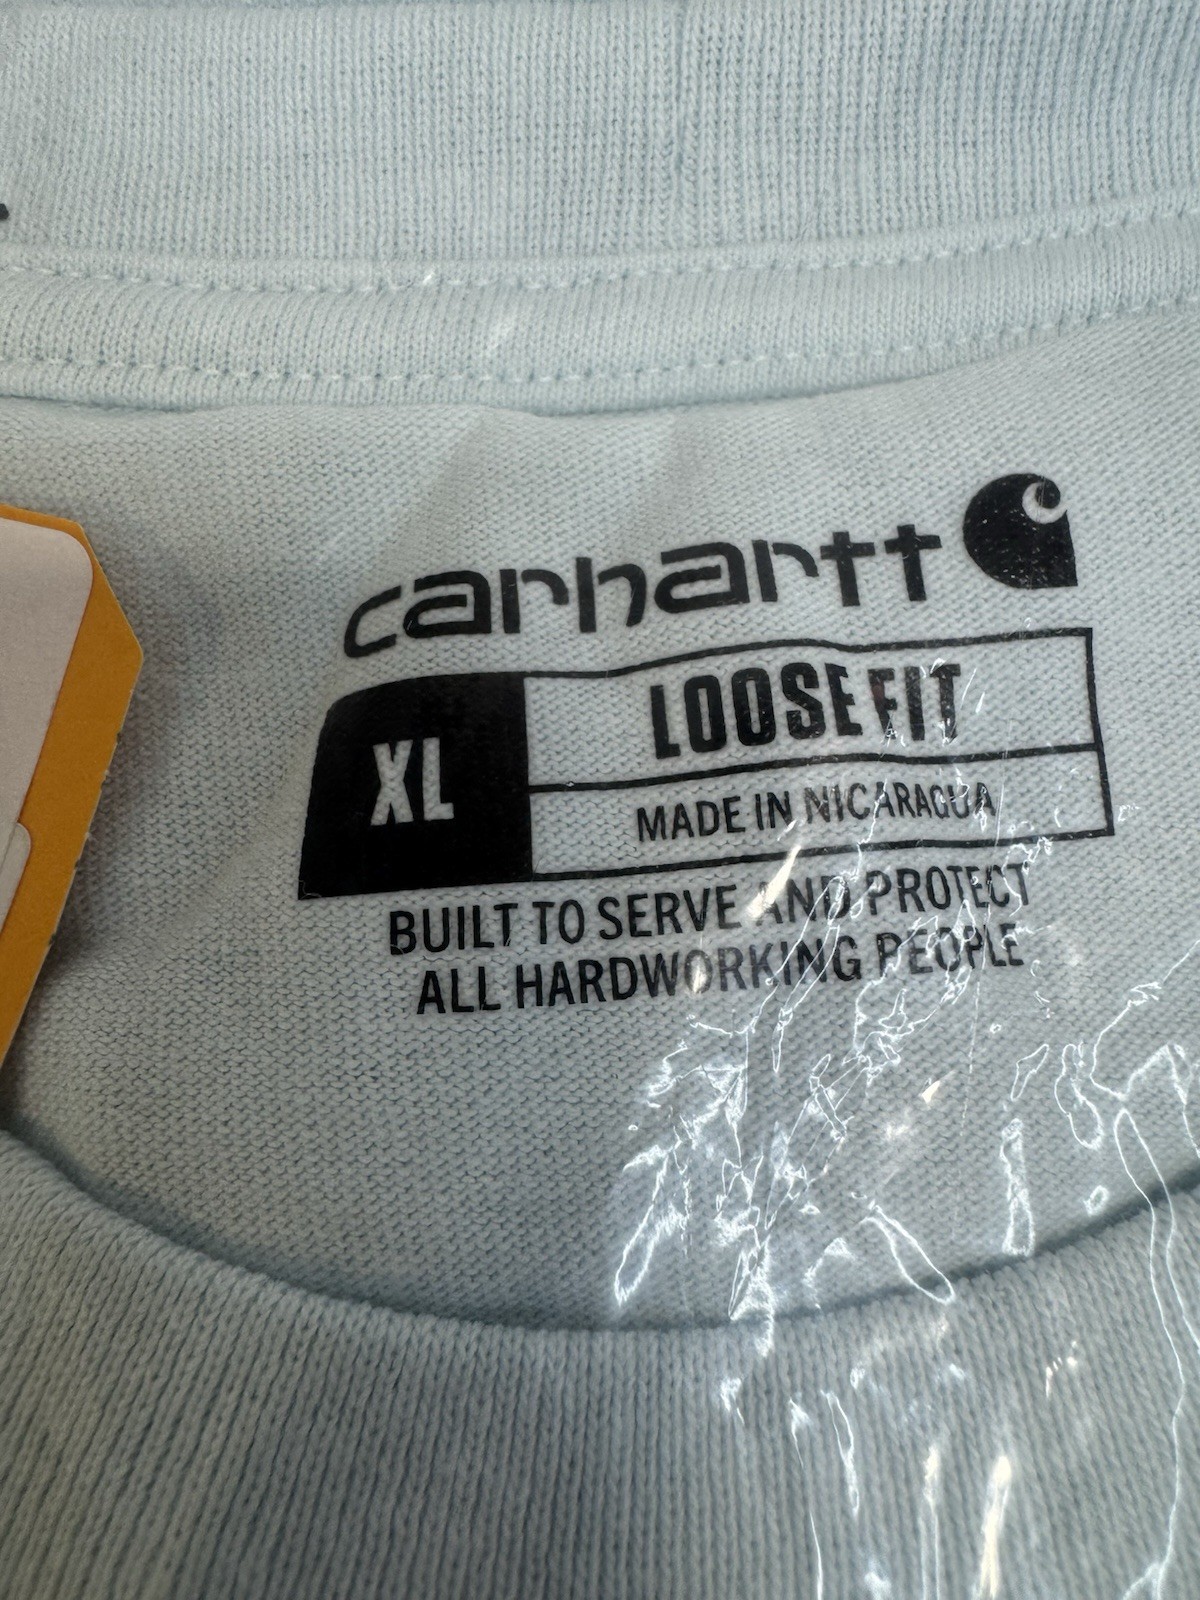 carhartt
XL
LOOSE FIT
MADE IN NICARAGUA
BUILT TO SERVE AND PROTECT
ALL HARDWORKING PEOPLE